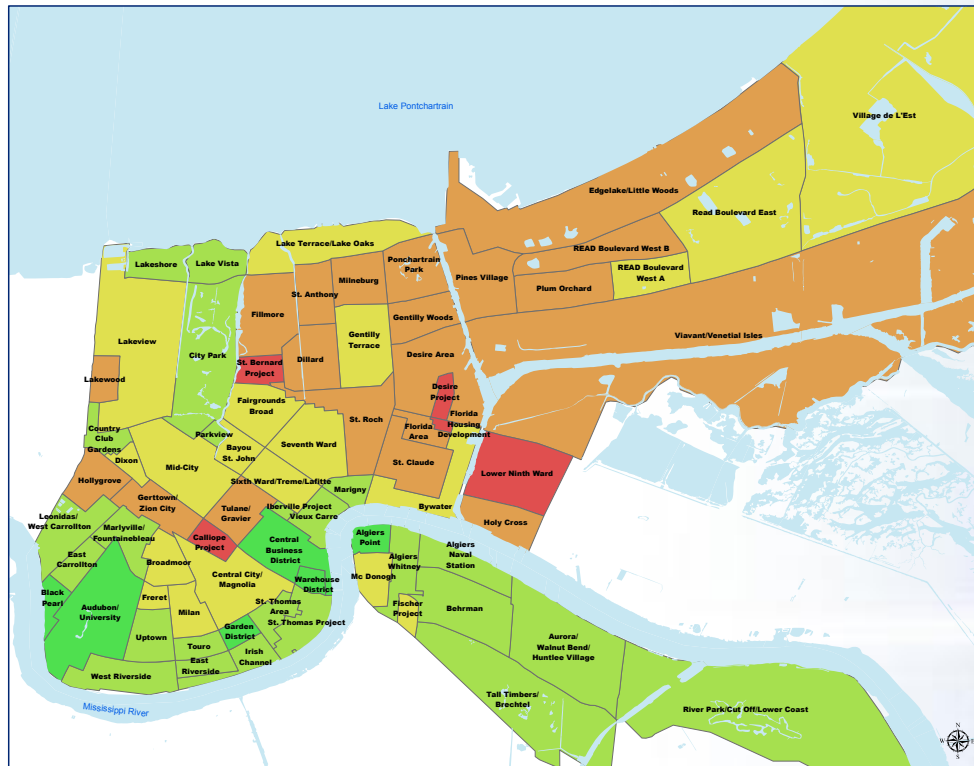 Lake Pontchartrain
Village de L'Est
Edgelake/Little Woods
Read Boulevard East
Lake Terrace/Lake Oaks
READ Boulevard West B
Ponchartrain
Park
Lakeshore
Lake Vista
READ Boulevard
West A
Pines Village
Milneburg
Plum Orchard
St. Anthony
Fillmore
Gentilly Woods
Viavant/Venetial Isles
Gentilly
Terrace
Lakeview
City Park
Desire Area
Dillard
St. Bernard
Project
Lakewood
Desire
Project
Fairgrounds
Broad
Florida
Housing
Development
St. Roch
Florida
Area
Country
Club
Gardens
Parkview
Bayou
St. John
Seventh Ward
Dixon
Mid-City
St. Claude
Lower Ninth Ward
Hollygrove
Sixth Ward/Treme/Lafitte
Marigny
Gerttown/
Zion City
Tulane/
Gravier
Iberville Project
Vieux Carre
Bywater
Leonidas/
West Carrollton
Marlyville/
Fountainebleau
Holy Cross
Calliope
Project
Central
Business
District
Algiers
Point
Algiers
Naval
Station
East
Carrollton
Broadmoor
Algiers
Whitney
Central City/
Magnolia
Warehouse
District
Mc Donogh
Black
Pearl
Freret
St. Thomas
Area
Fischer
Project
Behrman
Audubon/
University
Milan
St. Thomas Project
Garden
District
Uptown
Touro
Irish
Channel
Aurora/
Walnut Bend/
Huntlee Village
East
Riverside
West Riverside
Tall Timbers/
Brechtel
River Park/Cut Off/Lower Coast
Mississippi River
N
W
E
S